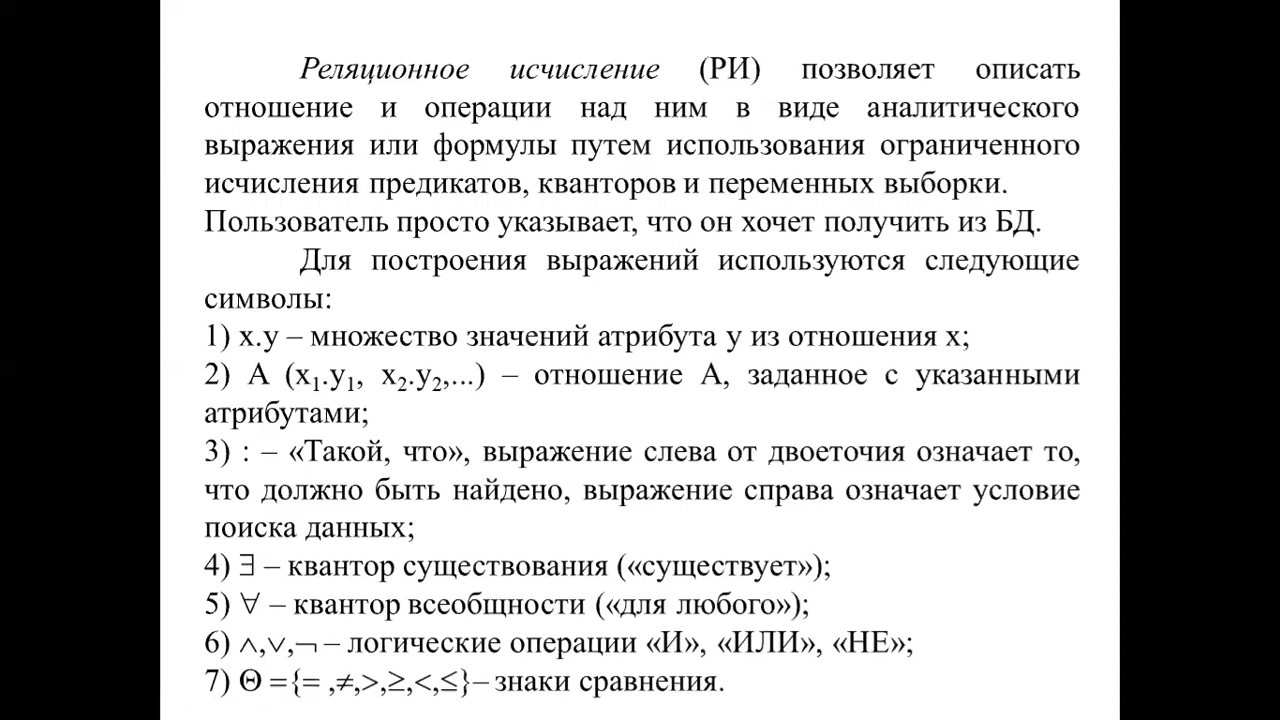 Реляционное исчисление (РИ) позволяет описать
отношение и операции над ним в виде аналитического
выражения или формулы путем использования ограниченного
исчисления предикатов, кванторов и переменных выборки.
Пользователь просто указывает, что он хочет получить из БД.
Для построения выражений используются следующие
символы:
1) x.y – множество значений атрибута y из отношения x;
2) A (x₁.y₁, x₂.y₂,...) – отношение A, заданное с указанными
атрибутами;
3) : – «Такой, что», выражение слева от двоеточия означает то,
что должно быть найдено, выражение справа означает условие
поиска данных;
4) ∃ – квантор существования («существует»);
5) ∀ – квантор всеобщности («для любого»);
6) ∧,∨,¬ – логические операции «И», «ИЛИ», «НЕ»;
7) Θ ={= ,≠,>,≥,<,≤}– знаки сравнения.